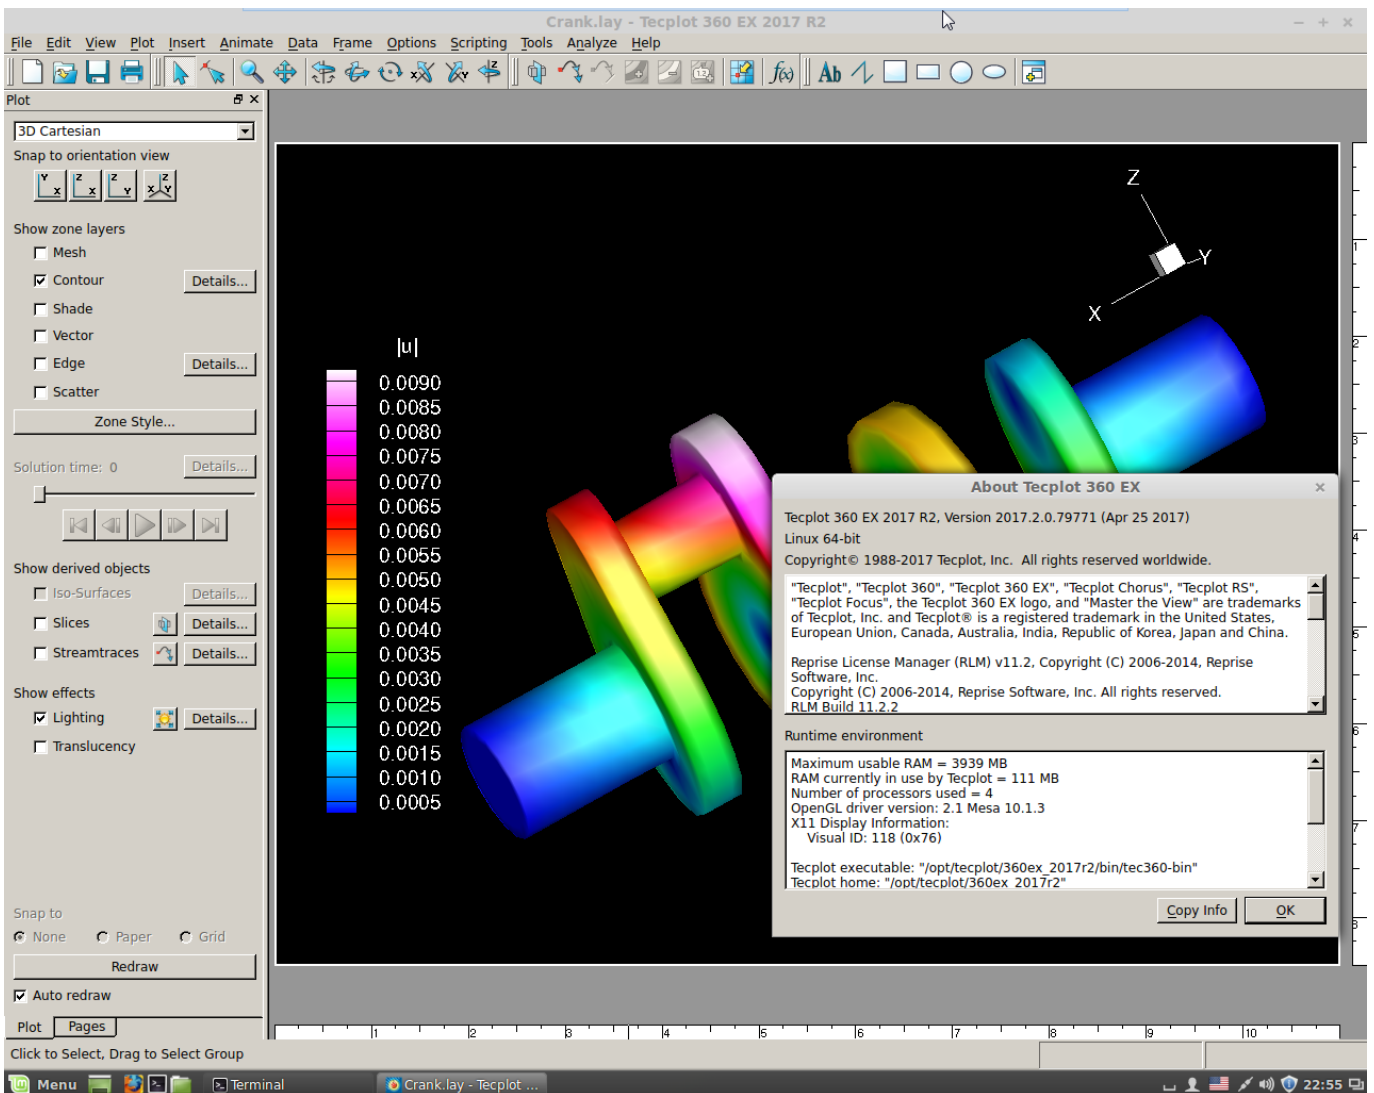 Crank.lay - Tecplot 360 EX 2017 R2
File Edit View Plot Insert Animate Data Frame Options Scripting Tools Analyze Help
Plot
3D Cartesian
Snap to orientation view
Y X Z X Z Y X Z Y
Show zone layers
Mesh
Contour Details...
Shade
Vector
Edge Details...
Scatter
Zone Style...
Solution time: 0 Details...
Show derived objects
Iso-Surfaces Details...
Slices Details...
Streamtraces Details...
Show effects
Lighting Details...
Translucency
Snap to
None Paper Grid
Redraw
Auto redraw
Plot Pages
Click to Select, Drag to Select Group
Z
Y
X
|u|
0.0090
0.0085
0.0080
0.0075
0.0070
0.0065
0.0060
0.0055
0.0050
0.0045
0.0040
0.0035
0.0030
0.0025
0.0020
0.0015
0.0010
0.0005
About Tecplot 360 EX
Tecplot 360 EX 2017 R2, Version 2017.2.0.79771 (Apr 25 2017)
Linux 64-bit
Copyright© 1988-2017 Tecplot, Inc. All rights reserved worldwide.
"Tecplot", "Tecplot 360", "Tecplot 360 EX", "Tecplot Chorus", "Tecplot RS",
"Tecplot Focus", the Tecplot 360 EX logo, and "Master the View" are trademarks
of Tecplot, Inc. and Tecplot® is a registered trademark in the United States,
European Union, Canada, Australia, India, Republic of Korea, Japan and China.
Reprise License Manager (RLM) v11.2, Copyright (C) 2006-2014, Reprise
Software, Inc.
Copyright (C) 2006-2014, Reprise Software, Inc. All rights reserved.
RLM Build 11.2.2
Runtime environment
Maximum usable RAM = 3939 MB
RAM currently in use by Tecplot = 111 MB
Number of processors used = 4
OpenGL driver version: 2.1 Mesa 10.1.3
X11 Display Information:
Visual ID: 118 (0x76)
Tecplot executable: "/opt/tecplot/360ex_2017r2/bin/tec360-bin"
Tecplot home: "/opt/tecplot/360ex_2017r2"
Copy Info OK
1
2
3
4
5
6
7
8
1 2 3 4 5 6 7 8 9 10
Menu Terminal Crank.lay - Tecplot ... 22:55